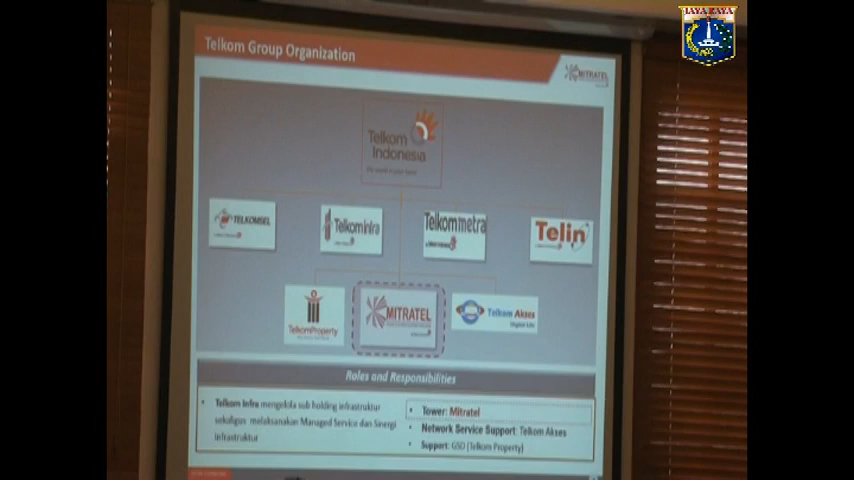 JAYA RAYA
Telkom Group Organization
MITRATEL
Telkom
Indonesia
TELKOMSEL
Telkominfra
Telkommetra
Telin
TelkomProperty
MITRATEL
Telkom Akses
Digital Life
Roles and Responsibilities
• Telkom Infra mengelola sub holding infrastruktur
sekaligus melaksanakan Managed Service dan Sinergi
Infrastruktur
• Tower: Mitratel
• Network Service Support: Telkom Akses
• Support: GSD (Telkom Property)